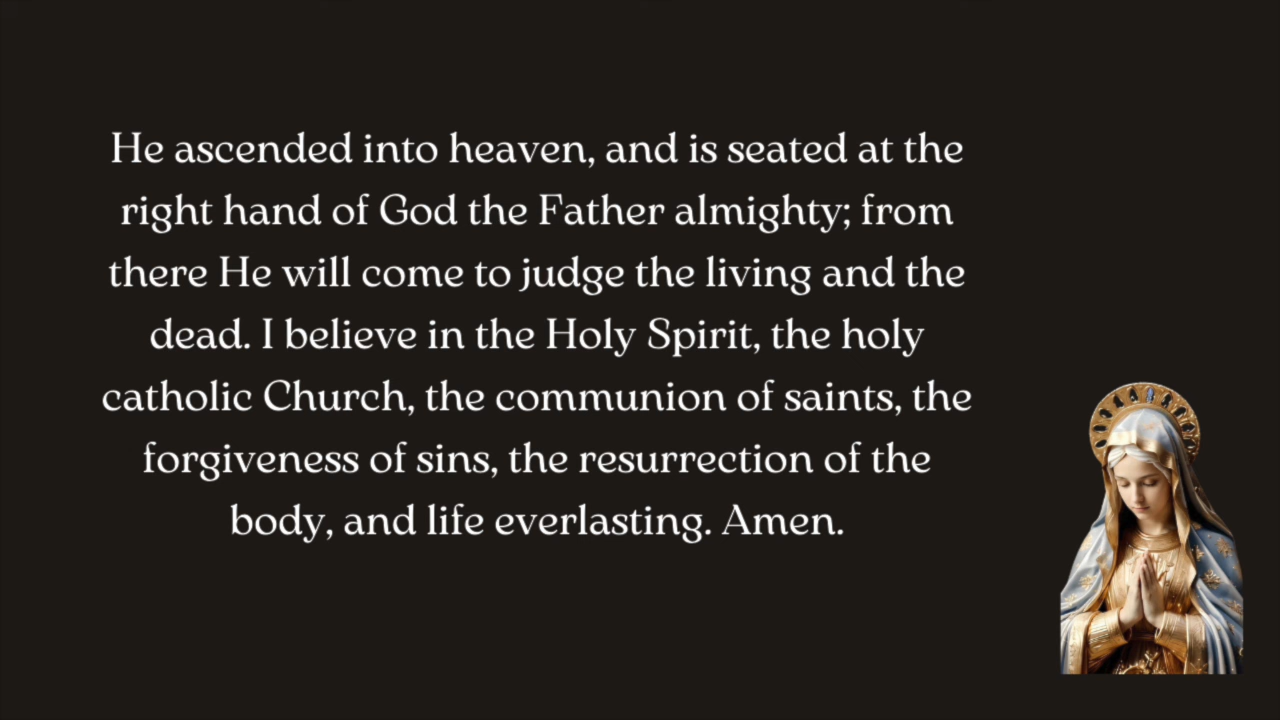 He ascended into heaven, and is seated at the
right hand of God the Father almighty; from
there He will come to judge the living and the
dead. I believe in the Holy Spirit, the holy
catholic Church, the communion of saints, the
forgiveness of sins, the resurrection of the
body, and life everlasting. Amen.